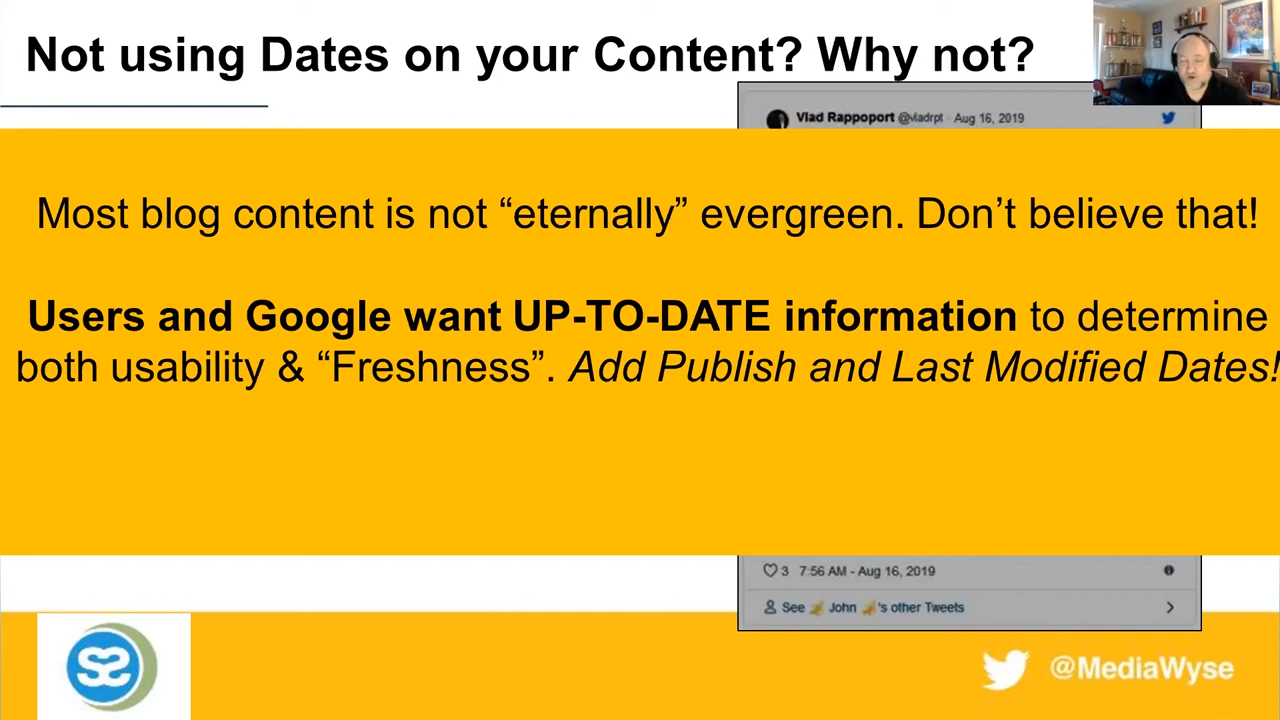 Not using Dates on your Content? Why not?
Vlad Rappoport @vladrpt · Aug 16, 2019
Most blog content is not “eternally” evergreen. Don’t believe that!
Users and Google want UP-TO-DATE information to determine
both usability & “Freshness”. Add Publish and Last Modified Dates!
3 7:56 AM - Aug 16, 2019
See 🍌 John 🍌's other Tweets
@MediaWyse